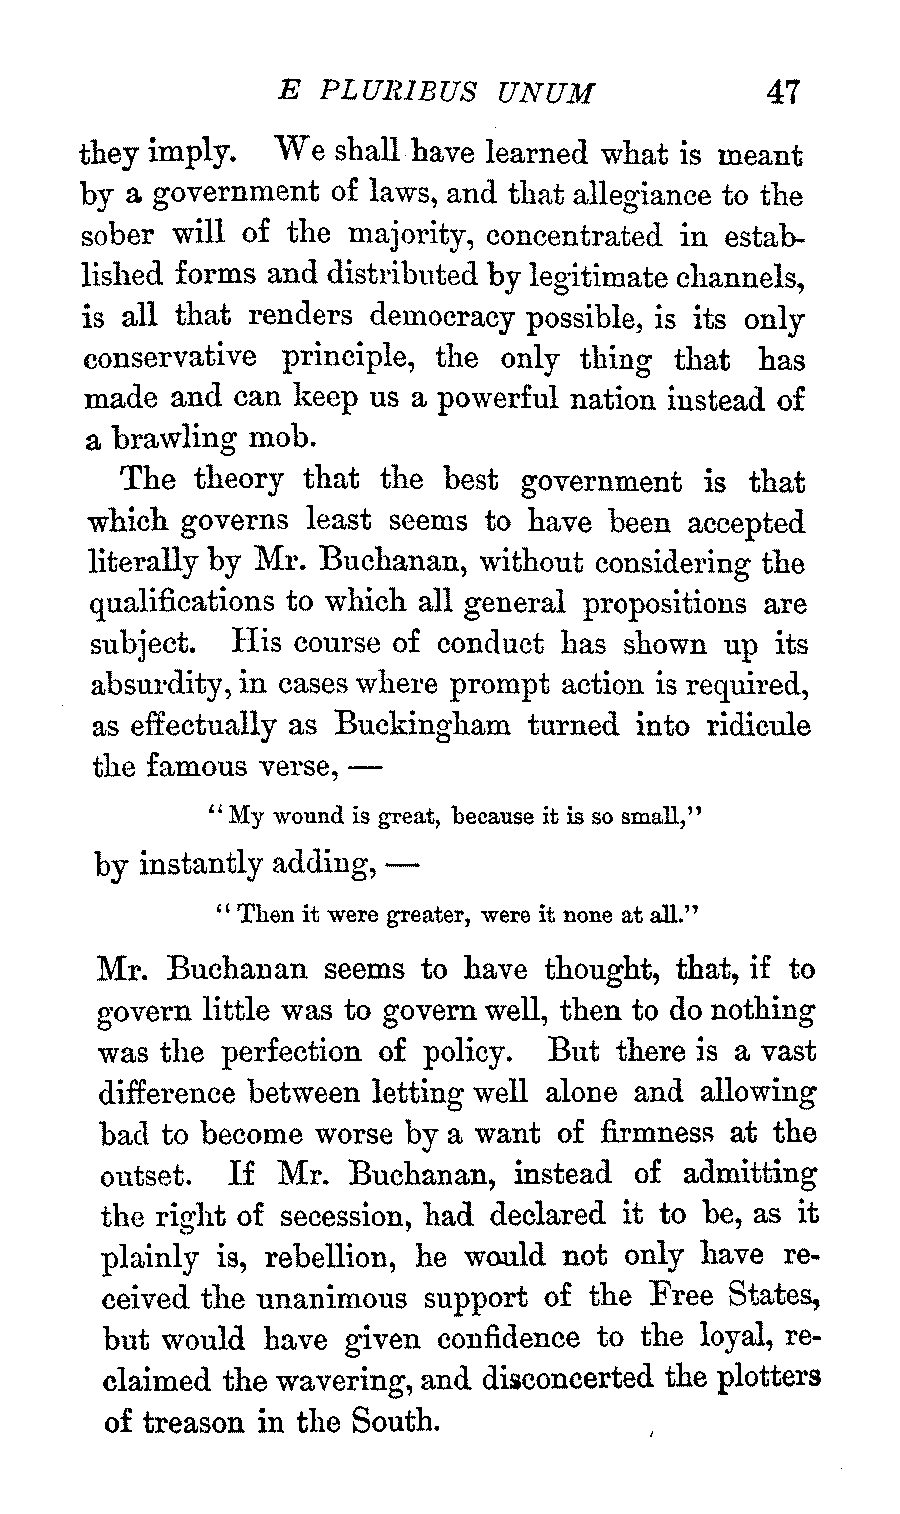 E PLURIBUS UNUM 47
they imply. We shall have learned what is meant
by a government of laws, and that allegiance to the
sober will of the majority, concentrated in estab-
lished forms and distributed by legitimate channels,
is all that renders democracy possible, is its only
conservative principle, the only thing that has
made and can keep us a powerful nation instead of
a brawling mob.
The theory that the best government is that
which governs least seems to have been accepted
literally by Mr. Buchanan, without considering the
qualifications to which all general propositions are
subject. His course of conduct has shown up its
absurdity, in cases where prompt action is required,
as effectually as Buckingham turned into ridicule
the famous verse, —
"My wound is great, because it is so small,"
by instantly adding, —
"Then it were greater, were it none at all."
Mr. Buchanan seems to have thought, that, if to
govern little was to govern well, then to do nothing
was the perfection of policy. But there is a vast
difference between letting well alone and allowing
bad to become worse by a want of firmness at the
outset. If Mr. Buchanan, instead of admitting
the right of secession, had declared it to be, as it
plainly is, rebellion, he would not only have re-
ceived the unanimous support of the Free States,
but would have given confidence to the loyal, re-
claimed the wavering, and disconcerted the plotters
of treason in the South.